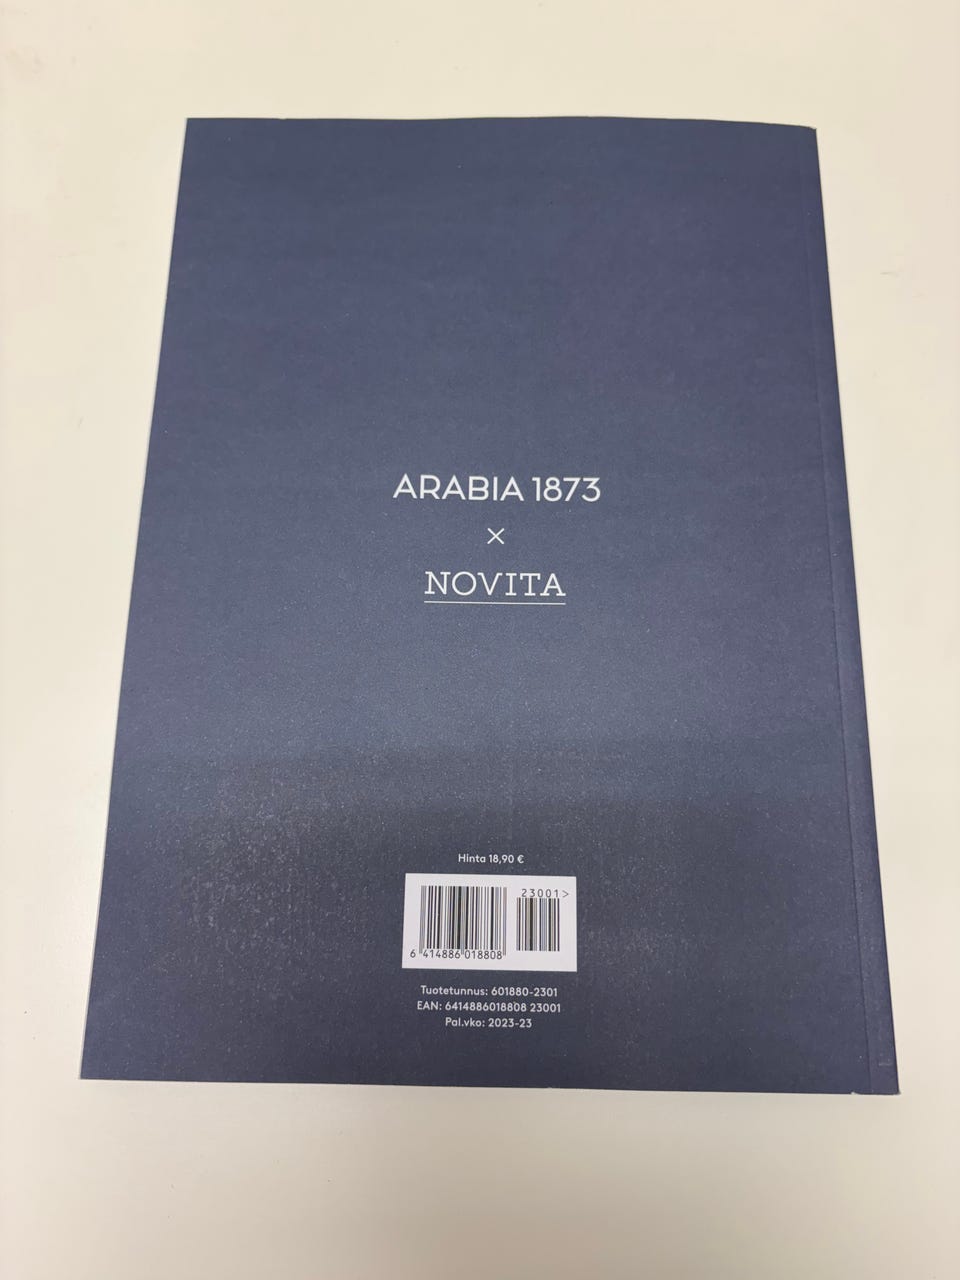 ARABIA 1873
×
NOVITA
Hinta 18,90 €
23001>
6 414886 018808
Tuotetunnus: 601880-2301
EAN: 6414886018808 23001
Pal.vko: 2023-23